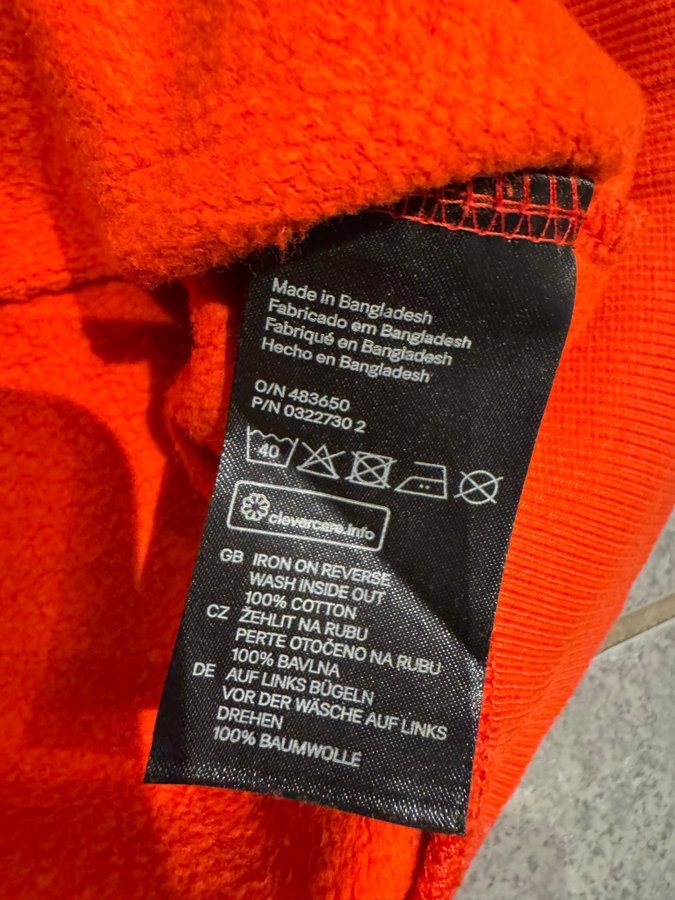 Made in Bangladesh
Fabricado em Bangladesh
Fabriqué en Bangladesh
Hecho en Bangladesh
O/N 483650
P/N 0322730 2
40
clevercare.info
GB IRON ON REVERSE
WASH INSIDE OUT
100% COTTON
CZ ŽEHLIT NA RUBU
PERTE OTOČENO NA RUBU
100% BAVLNA
DE AUF LINKS BÜGELN
VOR DER WÄSCHE AUF LINKS
DREHEN
100% BAUMWOLLE